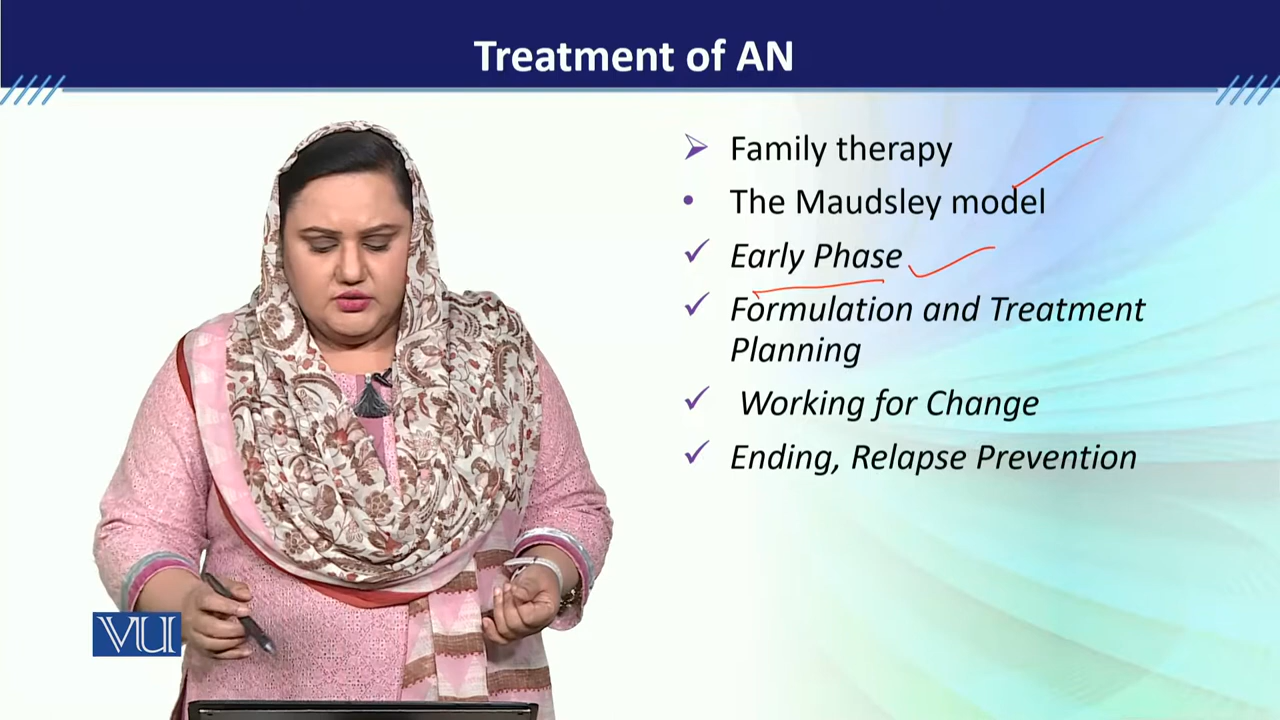 Treatment of AN
Family therapy
The Maudsley model
Early Phase
Formulation and Treatment
Planning
Working for Change
Ending, Relapse Prevention
VU